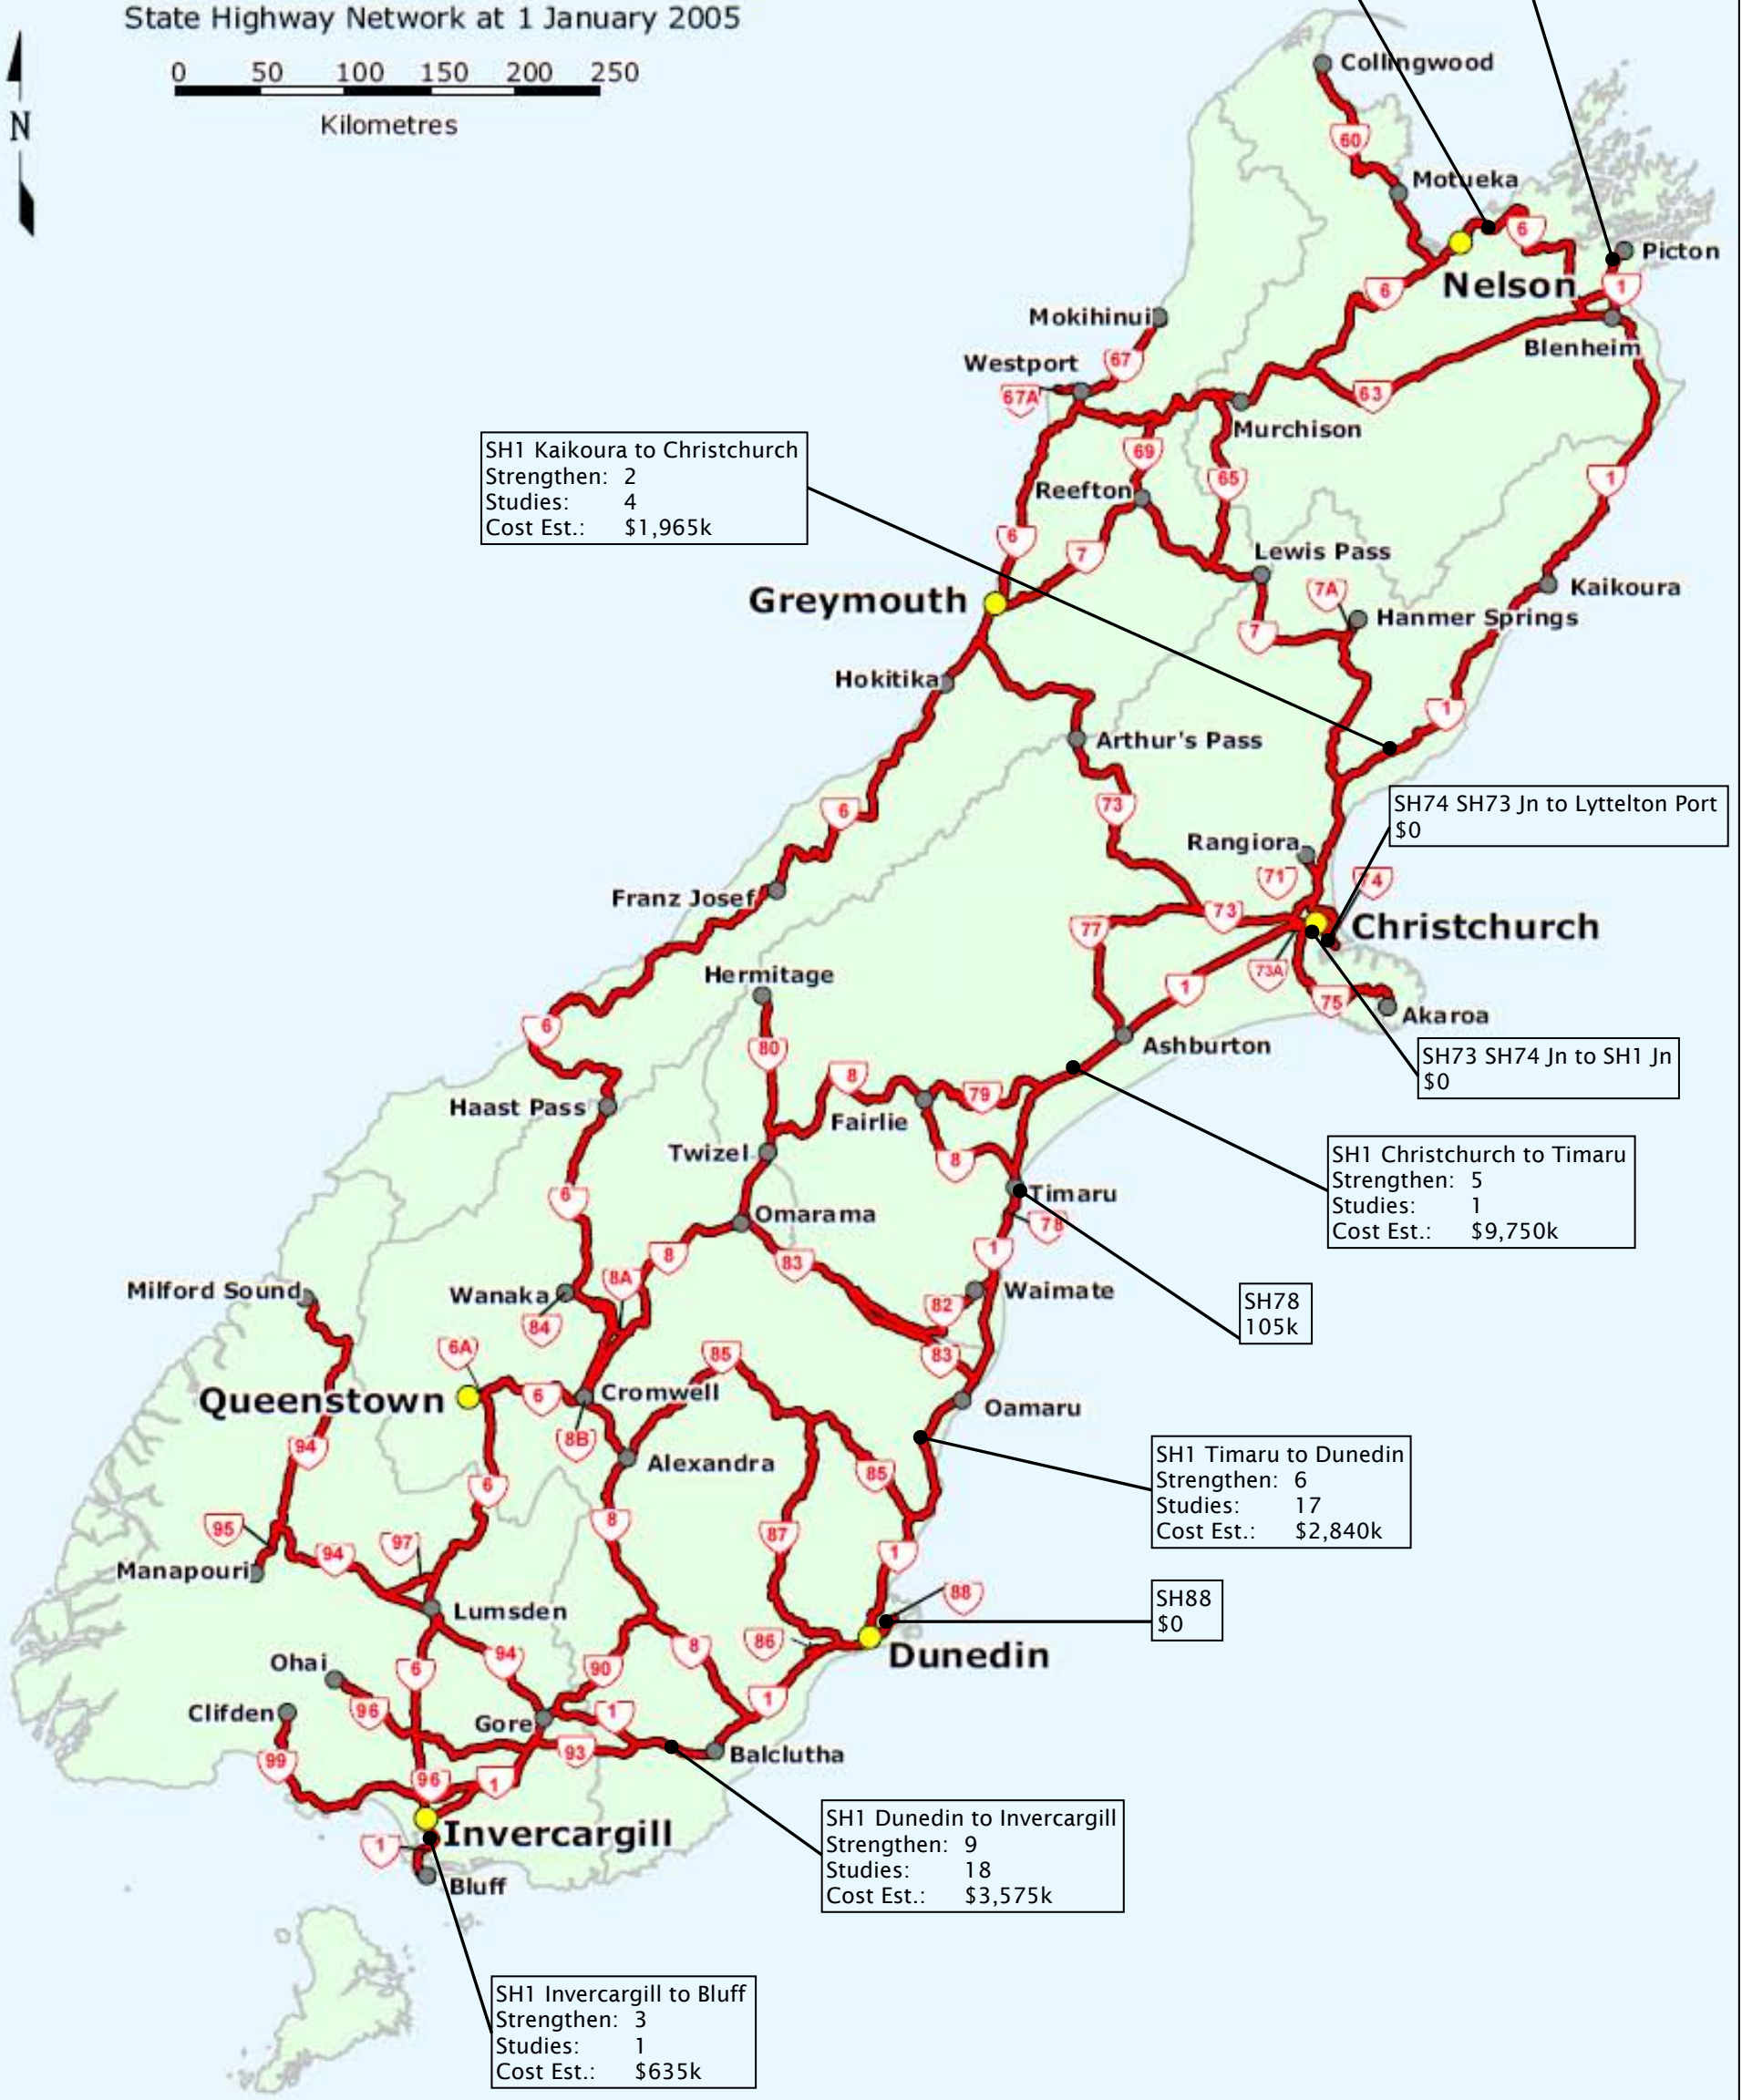 State Highway Network at 1 January 2005
0 50 100 150 200 250
Kilometres
N
Collingwood
60
Motueka
6
Picton
Nelson
1
6
Mokihinui
Blenheim
Westport
67
67A
63
Murchison
SH1 Kaikoura to Christchurch
Strengthen: 2
Studies: 4
Cost Est.: $1,965k
69
65
1
Reefton
6
7
Lewis Pass
7A
Kaikoura
Greymouth
Hanmer Springs
7
Hokitika
1
Arthur's Pass
SH74 SH73 Jn to Lyttelton Port
$0
73
6
Rangiora
71
74
Franz Josef
73
Christchurch
77
Hermitage
73A
1
75
Akaroa
6
Ashburton
80
SH73 SH74 Jn to SH1 Jn
$0
8
79
Haast Pass
Fairlie
Twizel
8
SH1 Christchurch to Timaru
Strengthen: 5
Studies: 1
Cost Est.: $9,750k
6
Timaru
Omarama
78
8
83
1
8A
Milford Sound
Wanaka
Waimate
84
82
SH78
105k
6A
85
83
Queenstown
6
Cromwell
Oamaru
8B
94
Alexandra
SH1 Timaru to Dunedin
Strengthen: 6
Studies: 17
Cost Est.: $2,840k
6
85
95
8
87
97
94
1
Manapouri
88
SH88
$0
Lumsden
86
Dunedin
8
Ohai
94
6
90
1
Clifden
96
Gore
1
93
Balclutha
99
96
1
SH1 Dunedin to Invercargill
Strengthen: 9
Studies: 18
Cost Est.: $3,575k
Invercargill
1
Bluff
SH1 Invercargill to Bluff
Strengthen: 3
Studies: 1
Cost Est.: $635k